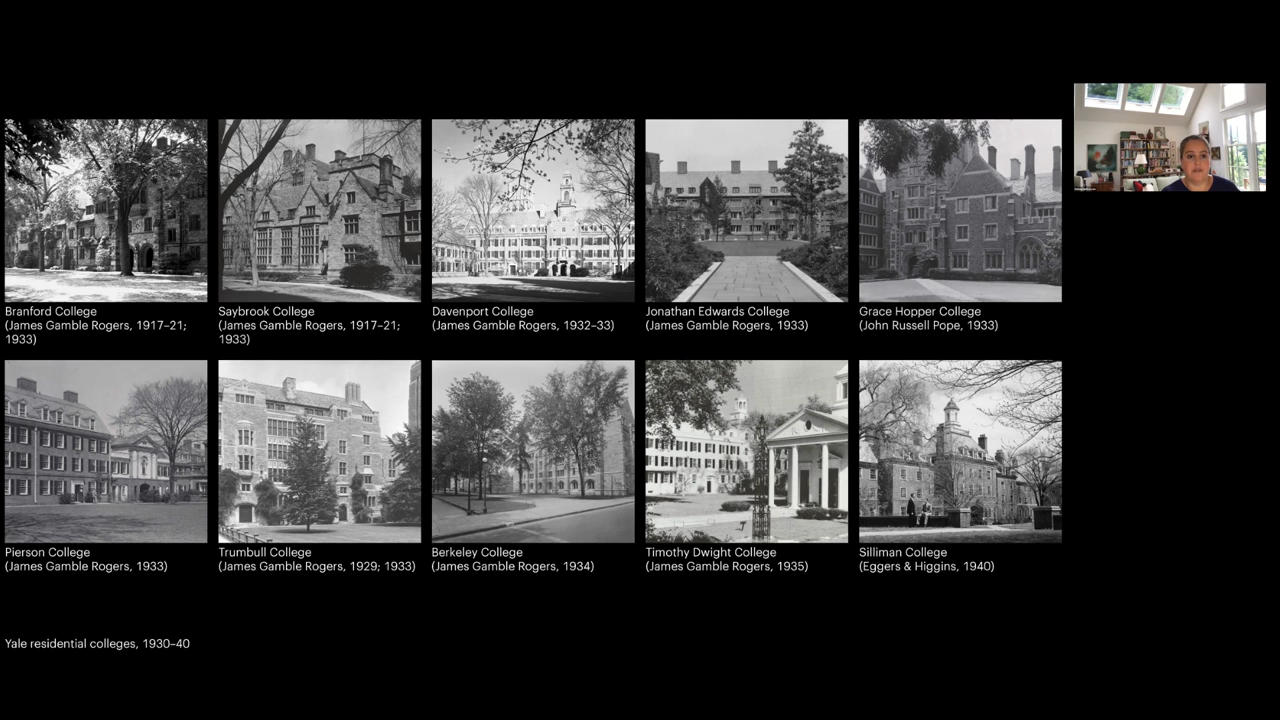 Branford College
(James Gamble Rogers, 1917–21;
1933)
Saybrook College
(James Gamble Rogers, 1917–21;
1933)
Davenport College
(James Gamble Rogers, 1932–33)
Jonathan Edwards College
(James Gamble Rogers, 1933)
Grace Hopper College
(John Russell Pope, 1933)
Pierson College
(James Gamble Rogers, 1933)
Trumbull College
(James Gamble Rogers, 1929; 1933)
Berkeley College
(James Gamble Rogers, 1934)
Timothy Dwight College
(James Gamble Rogers, 1935)
Silliman College
(Eggers & Higgins, 1940)
Yale residential colleges, 1930–40